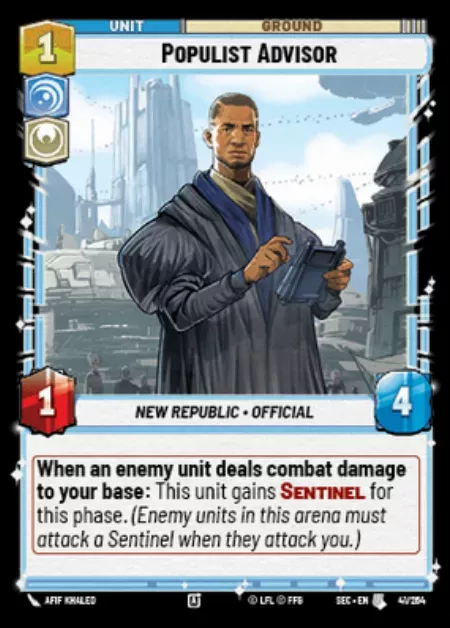 UNIT
GROUND
1
POPULIST ADVISOR
1
NEW REPUBLIC • OFFICIAL
4
When an enemy unit deals combat damage
to your base: This unit gains SENTINEL for
this phase. (Enemy units in this arena must
attack a Sentinel when they attack you.)
AFIF KHALED
A
© LFL © FFG
SEC • EN
41/264